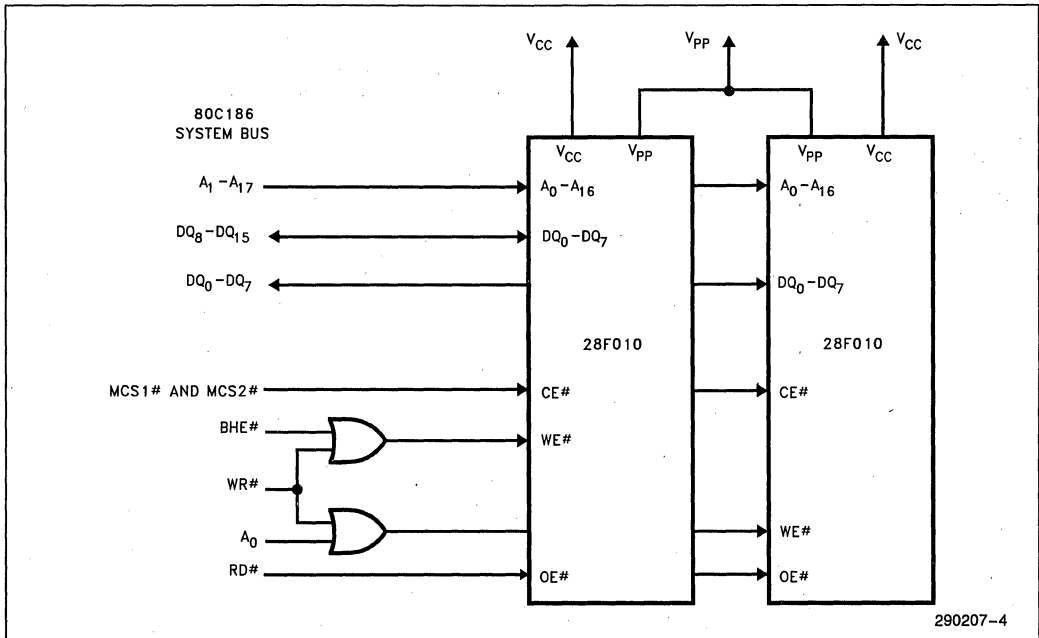 V_CC V_PP V_CC
80C186
SYSTEM BUS
V_CC V_PP V_PP V_CC
A_1 – A_17 A_0 – A_16 A_0 – A_16
DQ_8 – DQ_15 DQ_0 – DQ_7
DQ_0 – DQ_7 DQ_0 – DQ_7
28F010 28F010
MCS1# AND MCS2# CE# CE#
BHE# WE#
WR#
A_0 WE#
RD# OE# OE#
290207–4